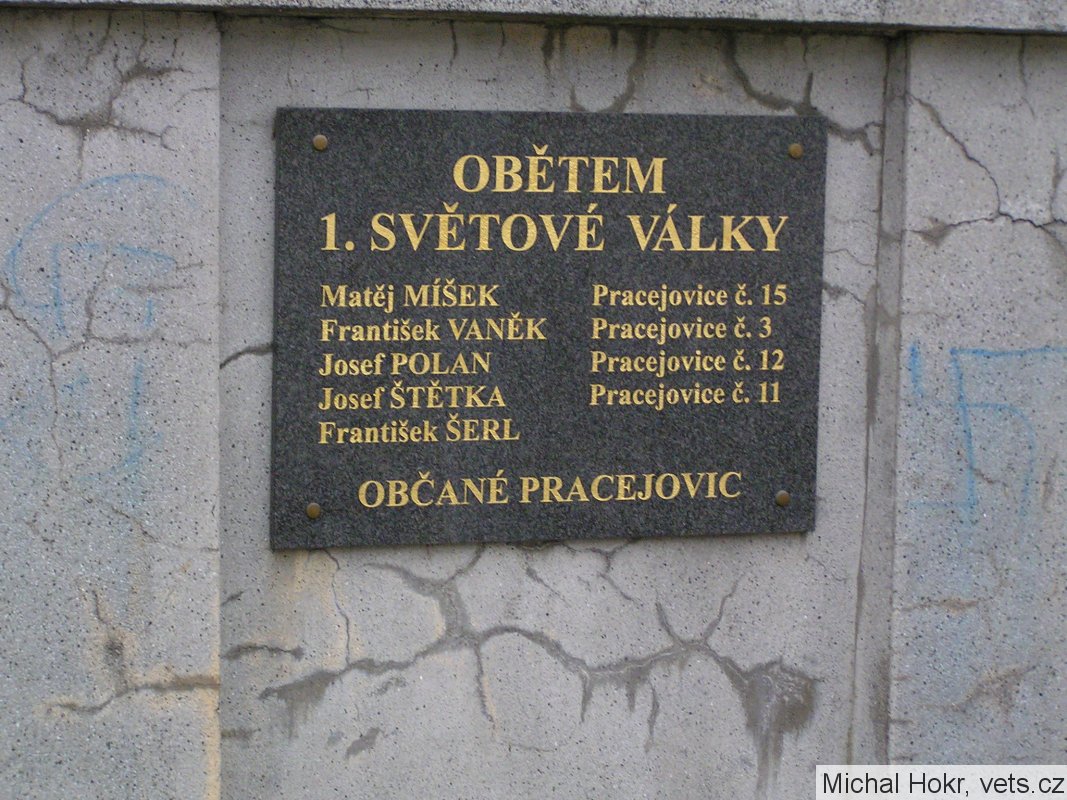 OBĚTEM
1. SVĚTOVÉ VÁLKY
Matěj MÍŠEK Pracejovice č. 15
František VANĚK Pracejovice č. 3
Josef POLAN Pracejovice č. 12
Josef ŠTĚTKA Pracejovice č. 11
František ŠERL
OBČANÉ PRACEJOVIC
Michal Hokr, vets.cz